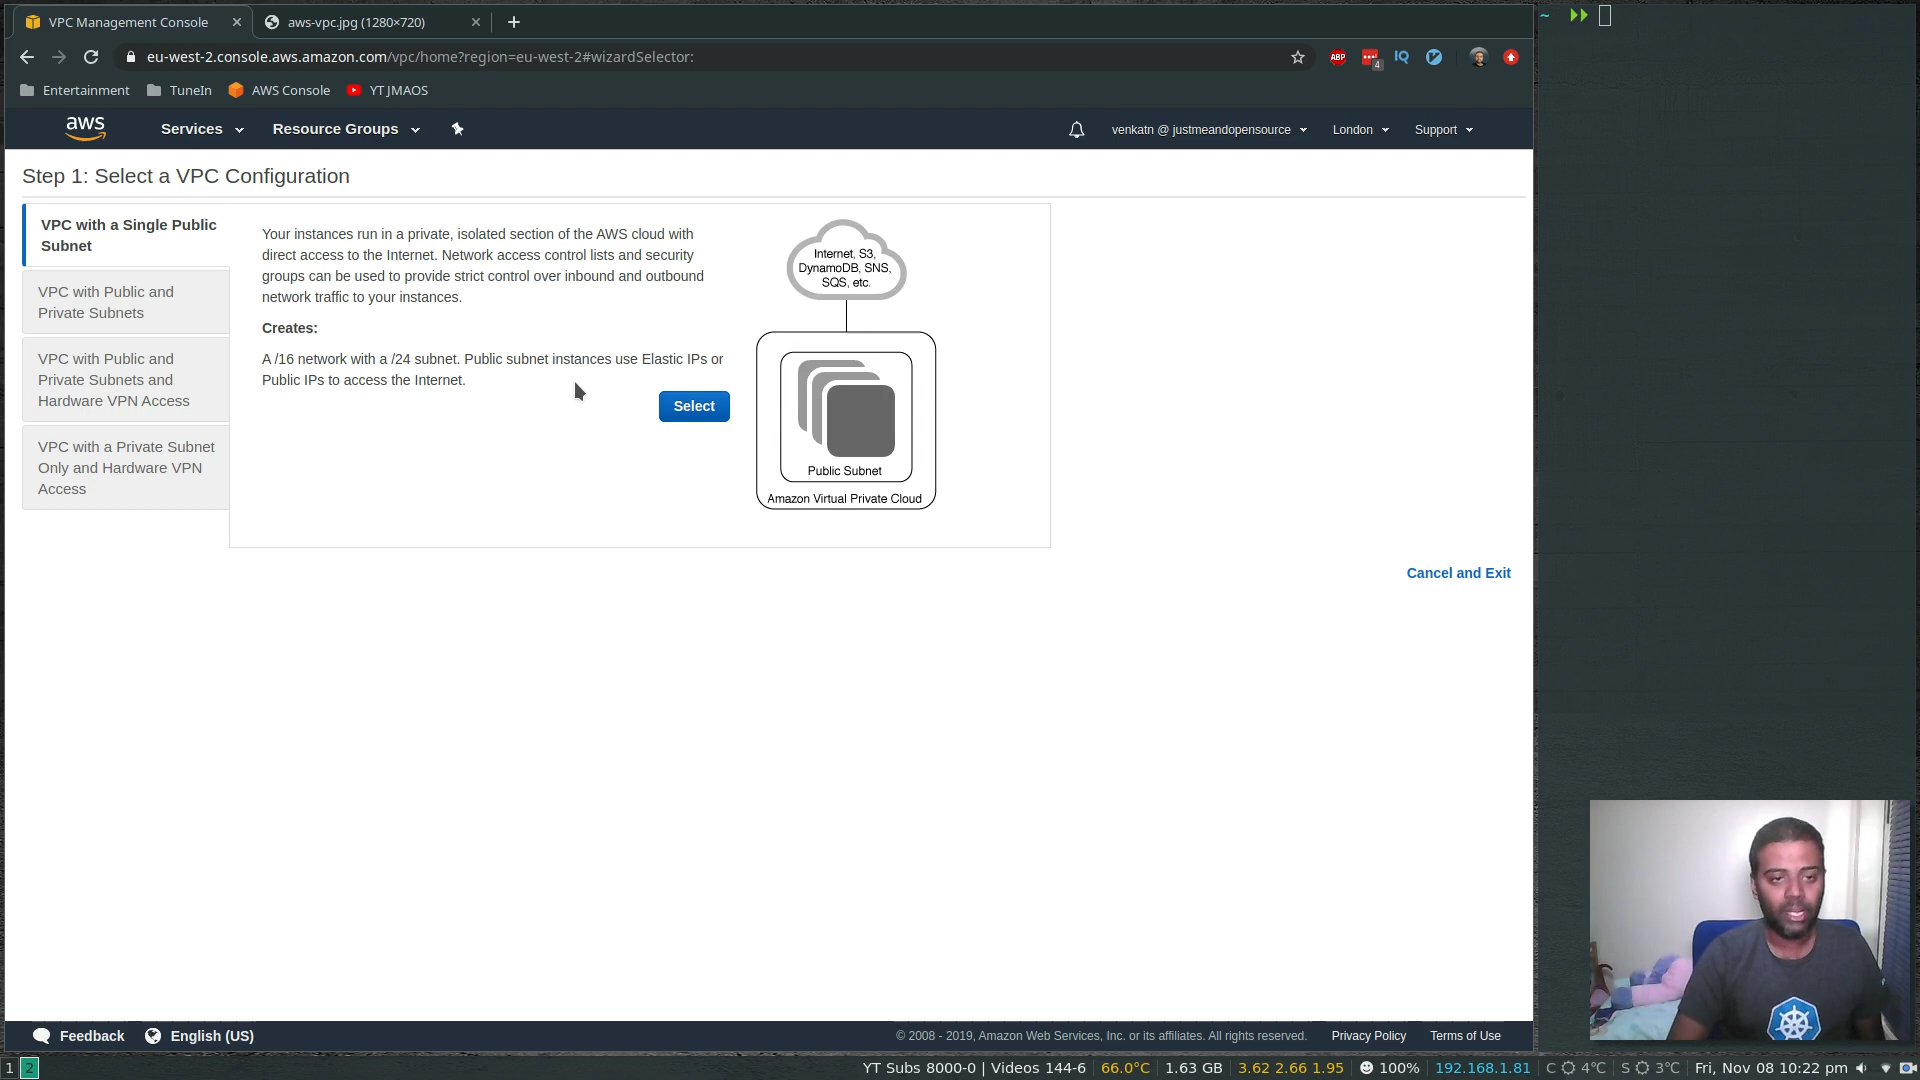 VPC Management Console
aws-vpc.jpg (1280×720)
~
eu-west-2.console.aws.amazon.com/vpc/home?region=eu-west-2#wizardSelector:
ABP
4
IQ
Entertainment
TuneIn
AWS Console
YT JMAOS
aws
Services
Resource Groups
venkatn @ justmeandopensource
London
Support
Step 1: Select a VPC Configuration
VPC with a Single Public
Subnet
VPC with Public and
Private Subnets
VPC with Public and
Private Subnets and
Hardware VPN Access
VPC with a Private Subnet
Only and Hardware VPN
Access
Your instances run in a private, isolated section of the AWS cloud with
direct access to the Internet. Network access control lists and security
groups can be used to provide strict control over inbound and outbound
network traffic to your instances.
Creates:
A /16 network with a /24 subnet. Public subnet instances use Elastic IPs or
Public IPs to access the Internet.
Select
Internet, S3,
DynamoDB, SNS,
SQS, etc.
Public Subnet
Amazon Virtual Private Cloud
Cancel and Exit
Feedback
English (US)
© 2008 - 2019, Amazon Web Services, Inc. or its affiliates. All rights reserved.
Privacy Policy
Terms of Use
1 2
YT Subs 8000-0 | Videos 144-6
66.0°C
1.63 GB
3.62 2.66 1.95
100%
192.168.1.81
C 4°C
S 3°C
Fri, Nov 08 10:22 pm